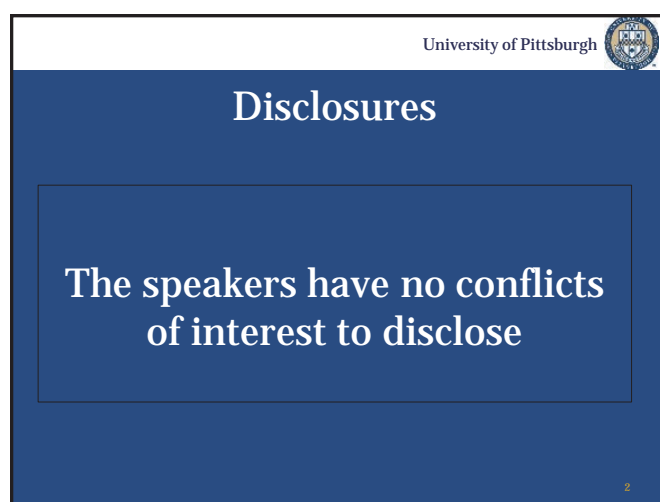 University of Pittsburgh
Disclosures
The speakers have no conflicts
of interest to disclose
2